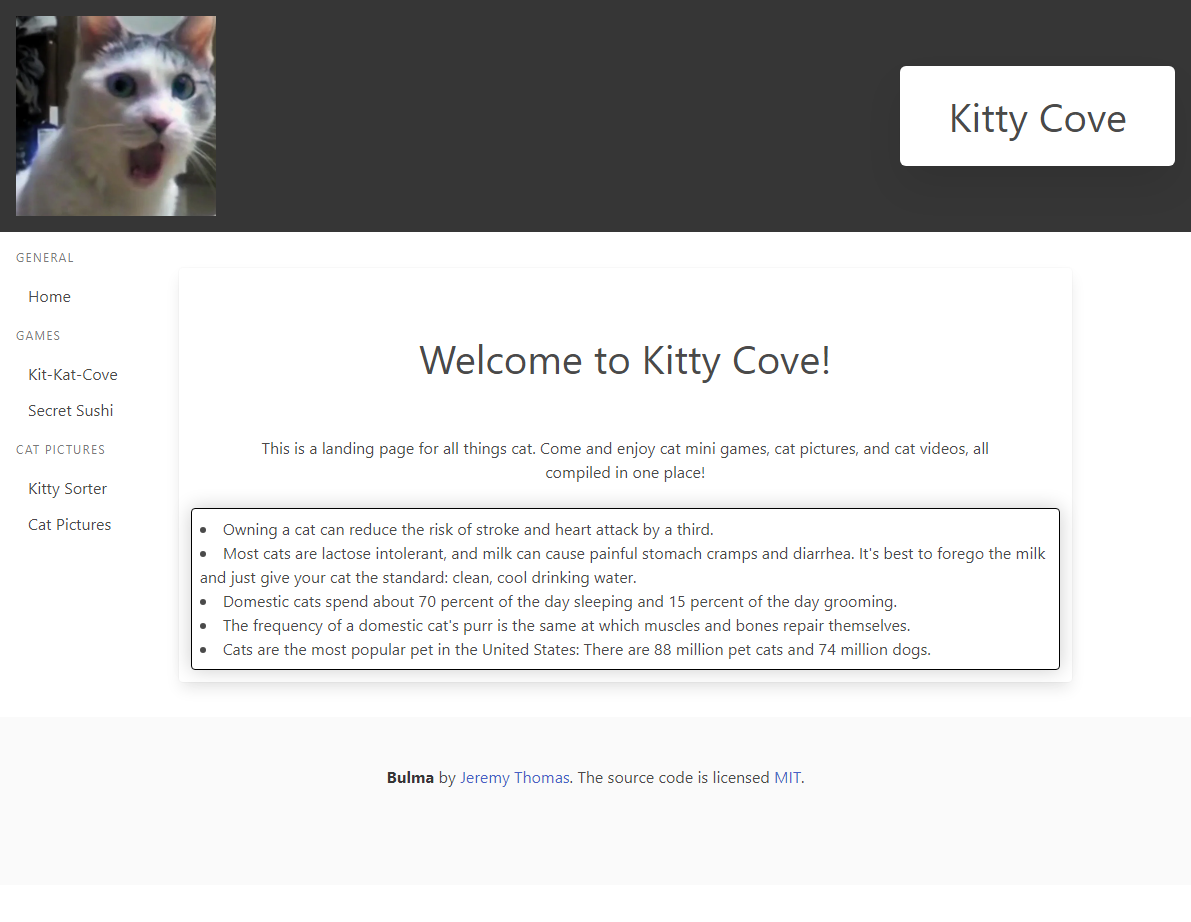 Kitty Cove
GENERAL
Home
GAMES
Kit-Kat-Cove
Secret Sushi
CAT PICTURES
Kitty Sorter
Cat Pictures
Welcome to Kitty Cove!
This is a landing page for all things cat. Come and enjoy cat mini games, cat pictures, and cat videos, all
compiled in one place!
• Owning a cat can reduce the risk of stroke and heart attack by a third.
• Most cats are lactose intolerant, and milk can cause painful stomach cramps and diarrhea. It's best to forego the milk
and just give your cat the standard: clean, cool drinking water.
• Domestic cats spend about 70 percent of the day sleeping and 15 percent of the day grooming.
• The frequency of a domestic cat's purr is the same at which muscles and bones repair themselves.
• Cats are the most popular pet in the United States: There are 88 million pet cats and 74 million dogs.
Bulma by Jeremy Thomas. The source code is licensed MIT.